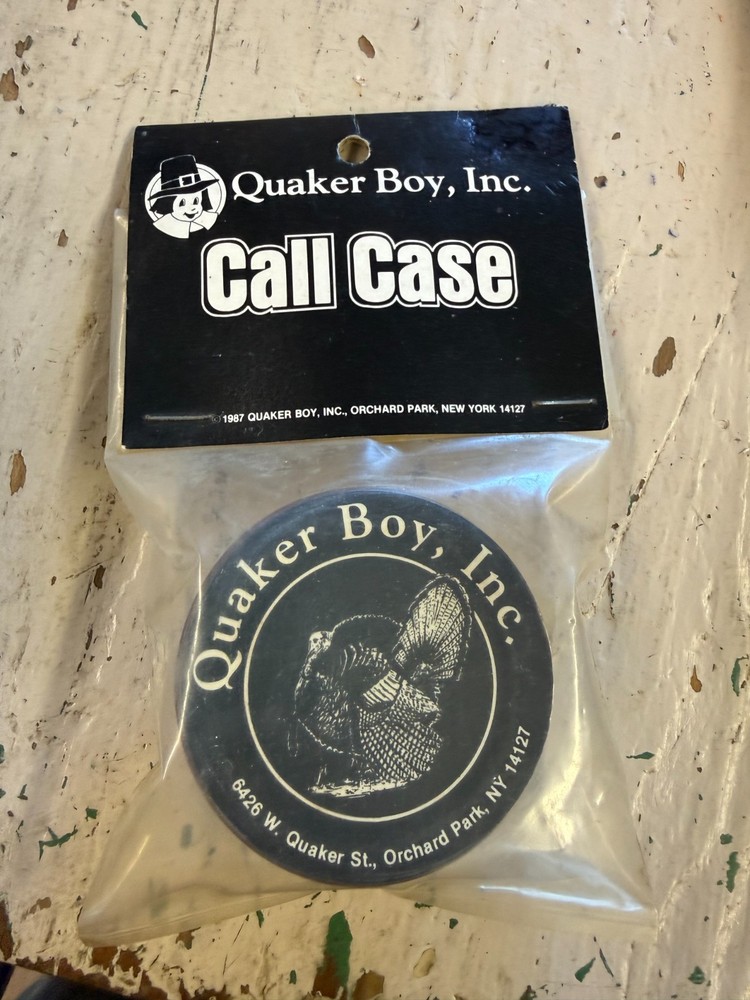 Quaker Boy, Inc.
Call Case
© 1987 QUAKER BOY, INC., ORCHARD PARK, NEW YORK 14127
Quaker Boy, Inc.
6426 W. Quaker St., Orchard Park, NY 14127